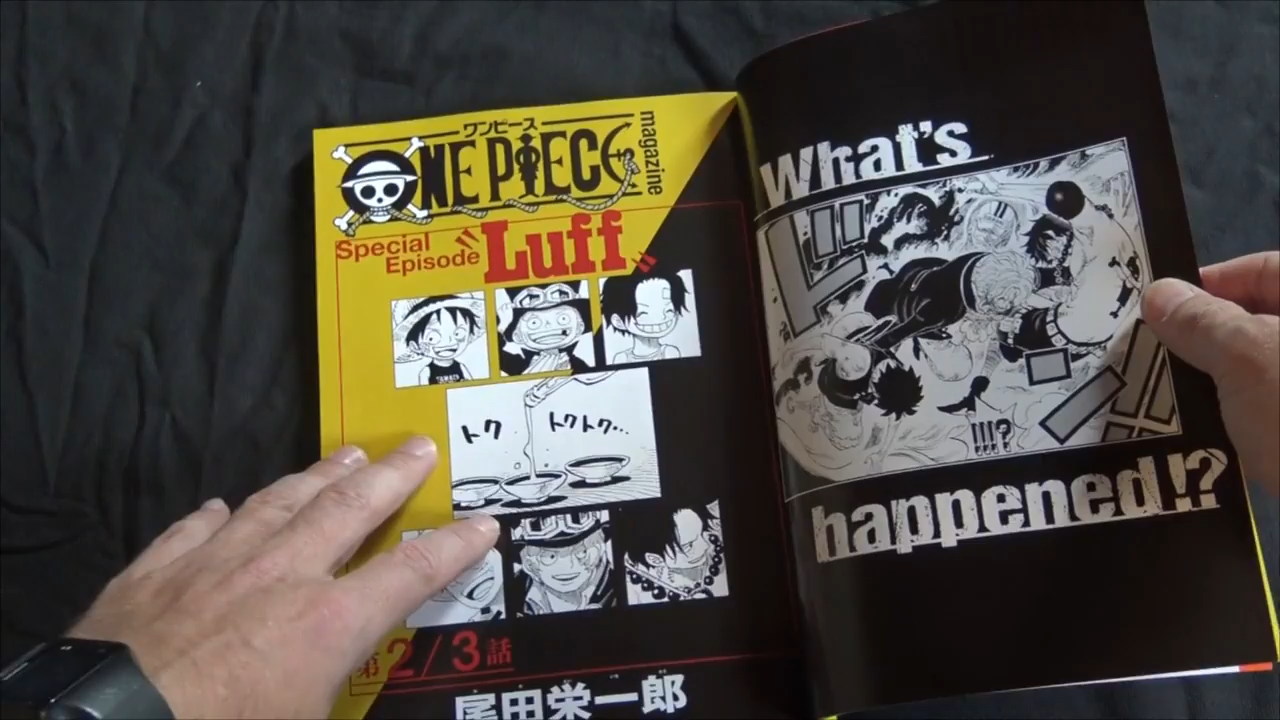 ワンピース
ONE PIECE
magazine
Special
Episode
"Luff"
TAMATA
トク
トクトク…
第2/3話
尾田栄一郎
What's
!!!?
happened!?